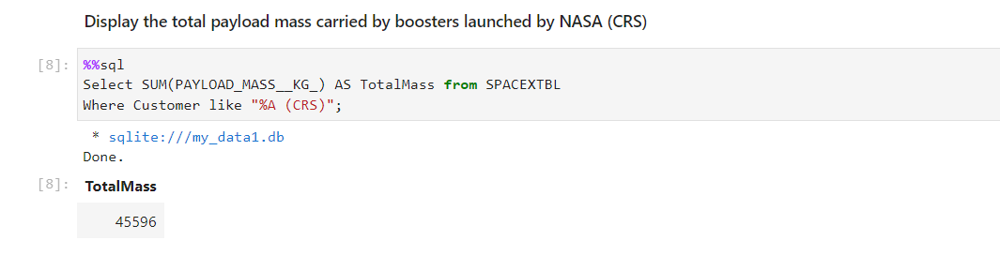 Display the total payload mass carried by boosters launched by NASA (CRS)
[8]: %%sql
Select SUM(PAYLOAD_MASS__KG_) AS TotalMass from SPACEXTBL
Where Customer like "%A (CRS)";
* sqlite:///my_data1.db
Done.
[8]: TotalMass
45596